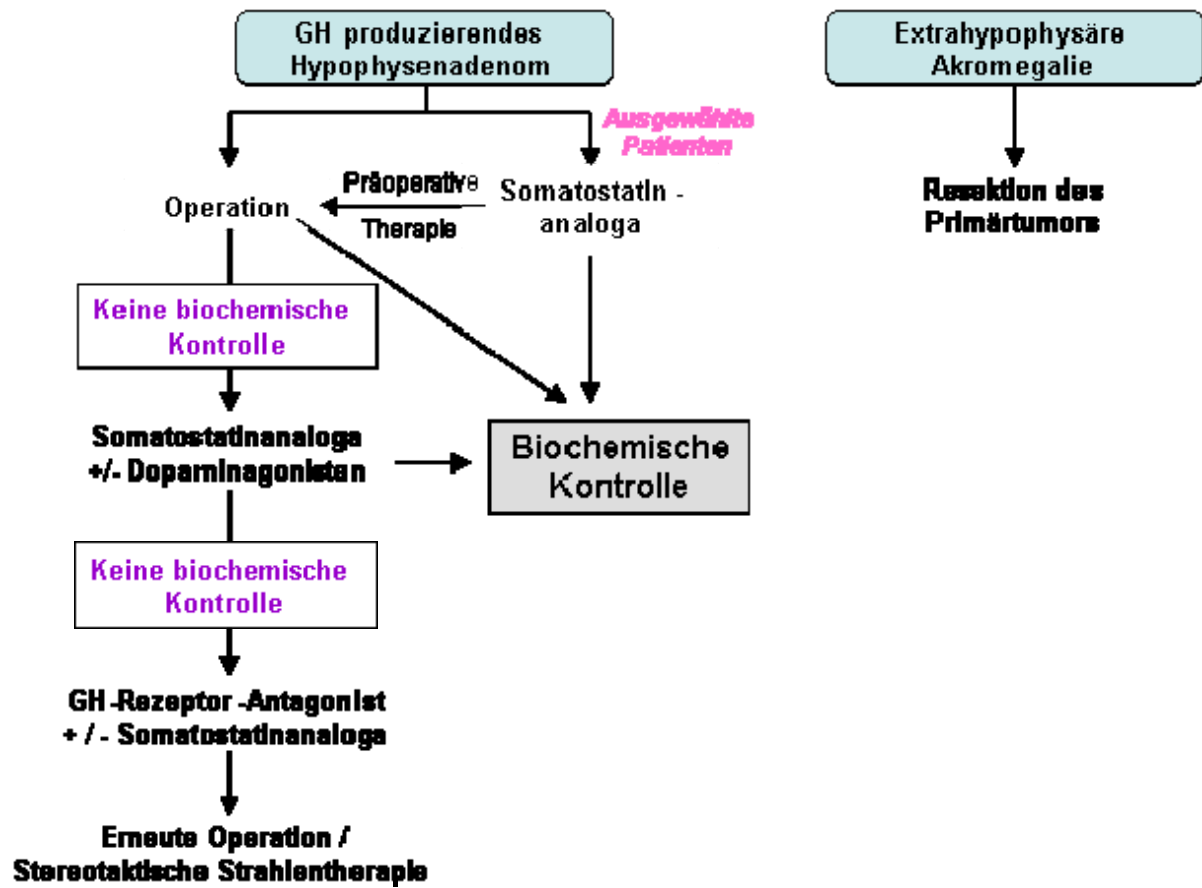 GH produzierendes
Hypophysenadenom
Extrahypophysäre
Akromegalie
Ausgewählte
Patienten
Operation
Präoperative
Therapie
Somatostatin -
analoga
Resektion des
Primärtumors
Keine biochemische
Kontrolle
Somatostatinanaloga
+/- Dopaminagonisten
Biochemische
Kontrolle
Keine biochemische
Kontrolle
GH -Rezeptor -Antagonist
+ / - Somatostatinanaloga
Erneute Operation /
Stereotaktische Strahlentherapie